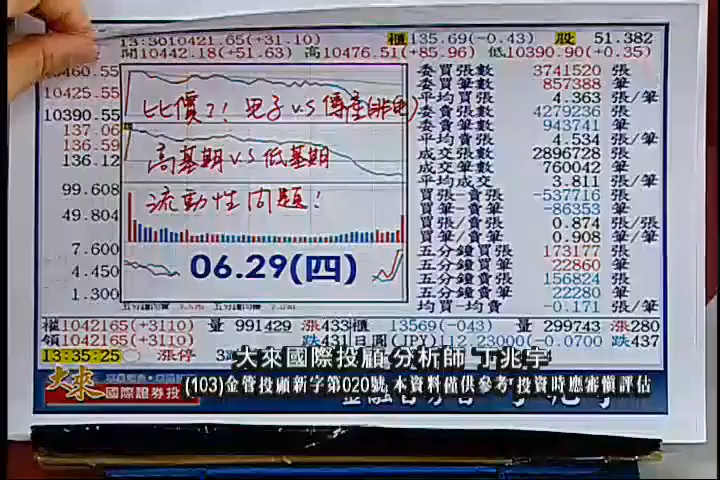 13:30 10421.65(+31.10) 櫃 135.69(-0.43) 股 51.382
開10442.18(+51.63) 高10476.51(+85.96) 低10390.90(+0.35)
10460.55
10425.55
10390.55
137.06
136.59
136.12
99.608
49.804
7.600
4.450
1.300
比價?! 電子 v.s 傳產(非電)
高基期 v.s 低基期
流動性問題!
06.29(四)
委買張數 3741520 張
委買筆數 857388 筆
平均買張 4.363 張/筆
委賣張數 4279236 張
委賣筆數 943741 筆
平均賣張 4.534 張/筆
成交張數 2896728 張
成交筆數 760042 筆
平均成交 3.811 張/筆
買張-賣張 -537716 張
買筆-賣筆 -86353 筆
買張/賣張 0.874 張/張
買筆/賣筆 0.908 筆/筆
五分鐘買張 173177 張
五分鐘買筆 22860 筆
五分鐘賣張 156824 張
五分鐘賣筆 22280 筆
均買-均賣 -0.171 張/筆
權1042165(+3110) 量 991429 漲433 櫃 13569(-043) 量 299743 漲280
領1042165(+3110) 跌431 日圓(JPY)112.23000(-0.0700 跌437
13:35:25 漲停
大來國際投顧 分析師 丁兆宇
大來 國際證券投
(103)金管投顧新字第020號 本資料僅供參考 投資時應審慎評估